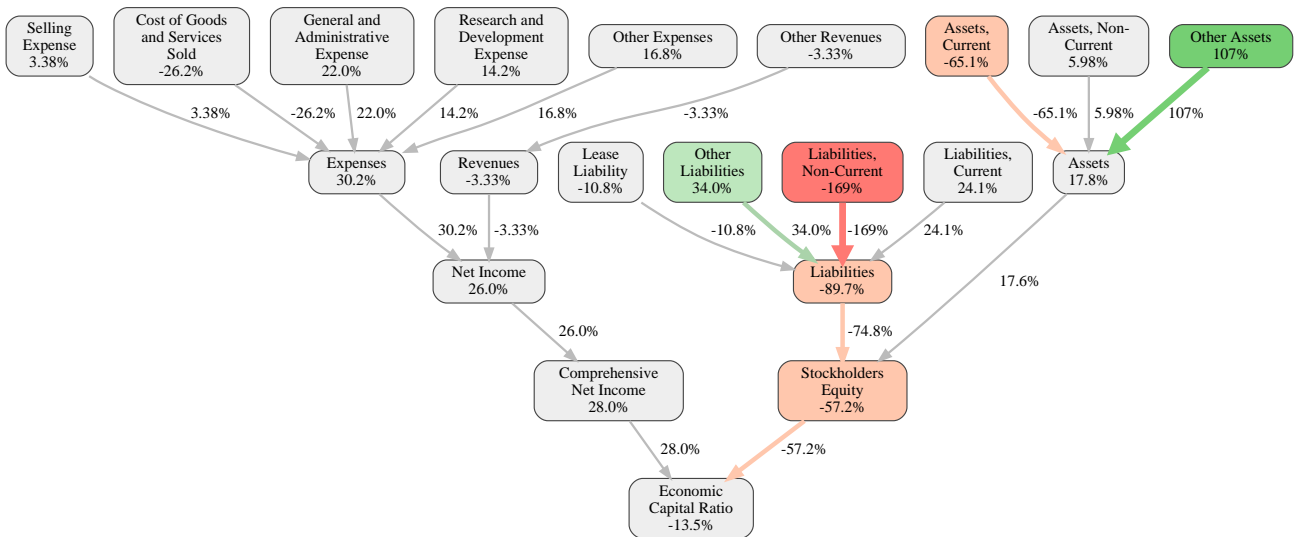 Selling
Expense
3.38%
Cost of Goods
and Services
Sold
-26.2%
General and
Administrative
Expense
22.0%
Research and
Development
Expense
14.2%
Other Expenses
16.8%
Other Revenues
-3.33%
Assets,
Current
-65.1%
Assets, Non-
Current
5.98%
Other Assets
107%
3.38%
-26.2%
22.0%
14.2%
16.8%
-3.33%
-65.1%
5.98%
107%
Expenses
30.2%
Revenues
-3.33%
Lease
Liability
-10.8%
Other
Liabilities
34.0%
Liabilities,
Non-Current
-169%
Liabilities,
Current
24.1%
Assets
17.8%
30.2%
-3.33%
-10.8%
34.0%
-169%
24.1%
17.6%
Net Income
26.0%
Liabilities
-89.7%
26.0%
-74.8%
Comprehensive
Net Income
28.0%
Stockholders
Equity
-57.2%
28.0%
-57.2%
Economic
Capital Ratio
-13.5%